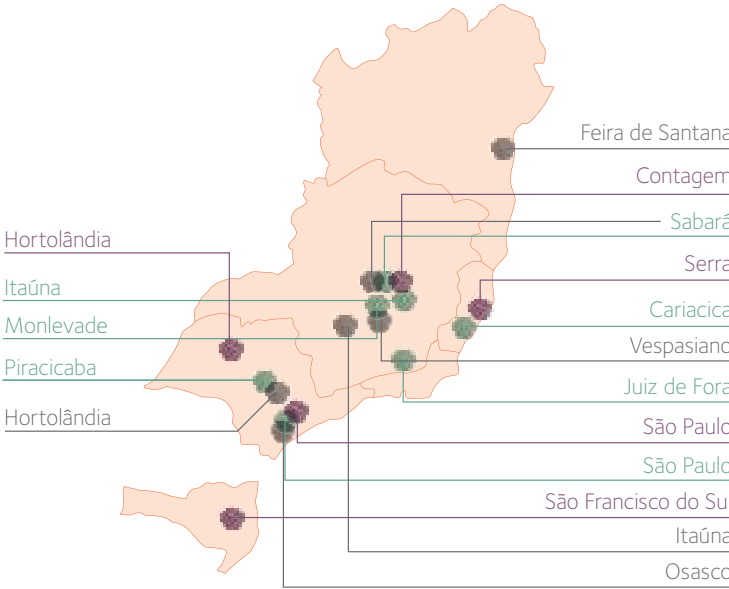 Feira de Santana
Contagem
Sabará
Serra
Cariacica
Vespasiano
Juiz de Fora
São Paulo
São Paulo
São Francisco do Su
Itaúna
Osasco
Hortolândia
Itaúna
Monlevade
Piracicaba
Hortolândia